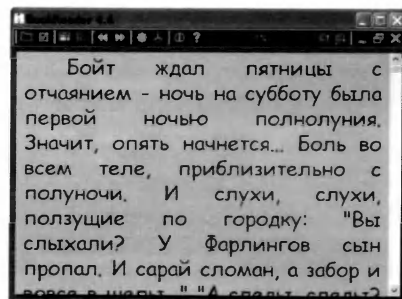 Бойт ждал пятницы с
отчаянием - ночь на субботу была
первой ночью полнолуния.
Значит, опять начнется... Боль во
всем теле, приблизительно с
полуночи. И слухи, слухи,
ползущие по городку: "Вы
слыхали? У Фарлингов сын
пропал. И сарай сломан, а забор и